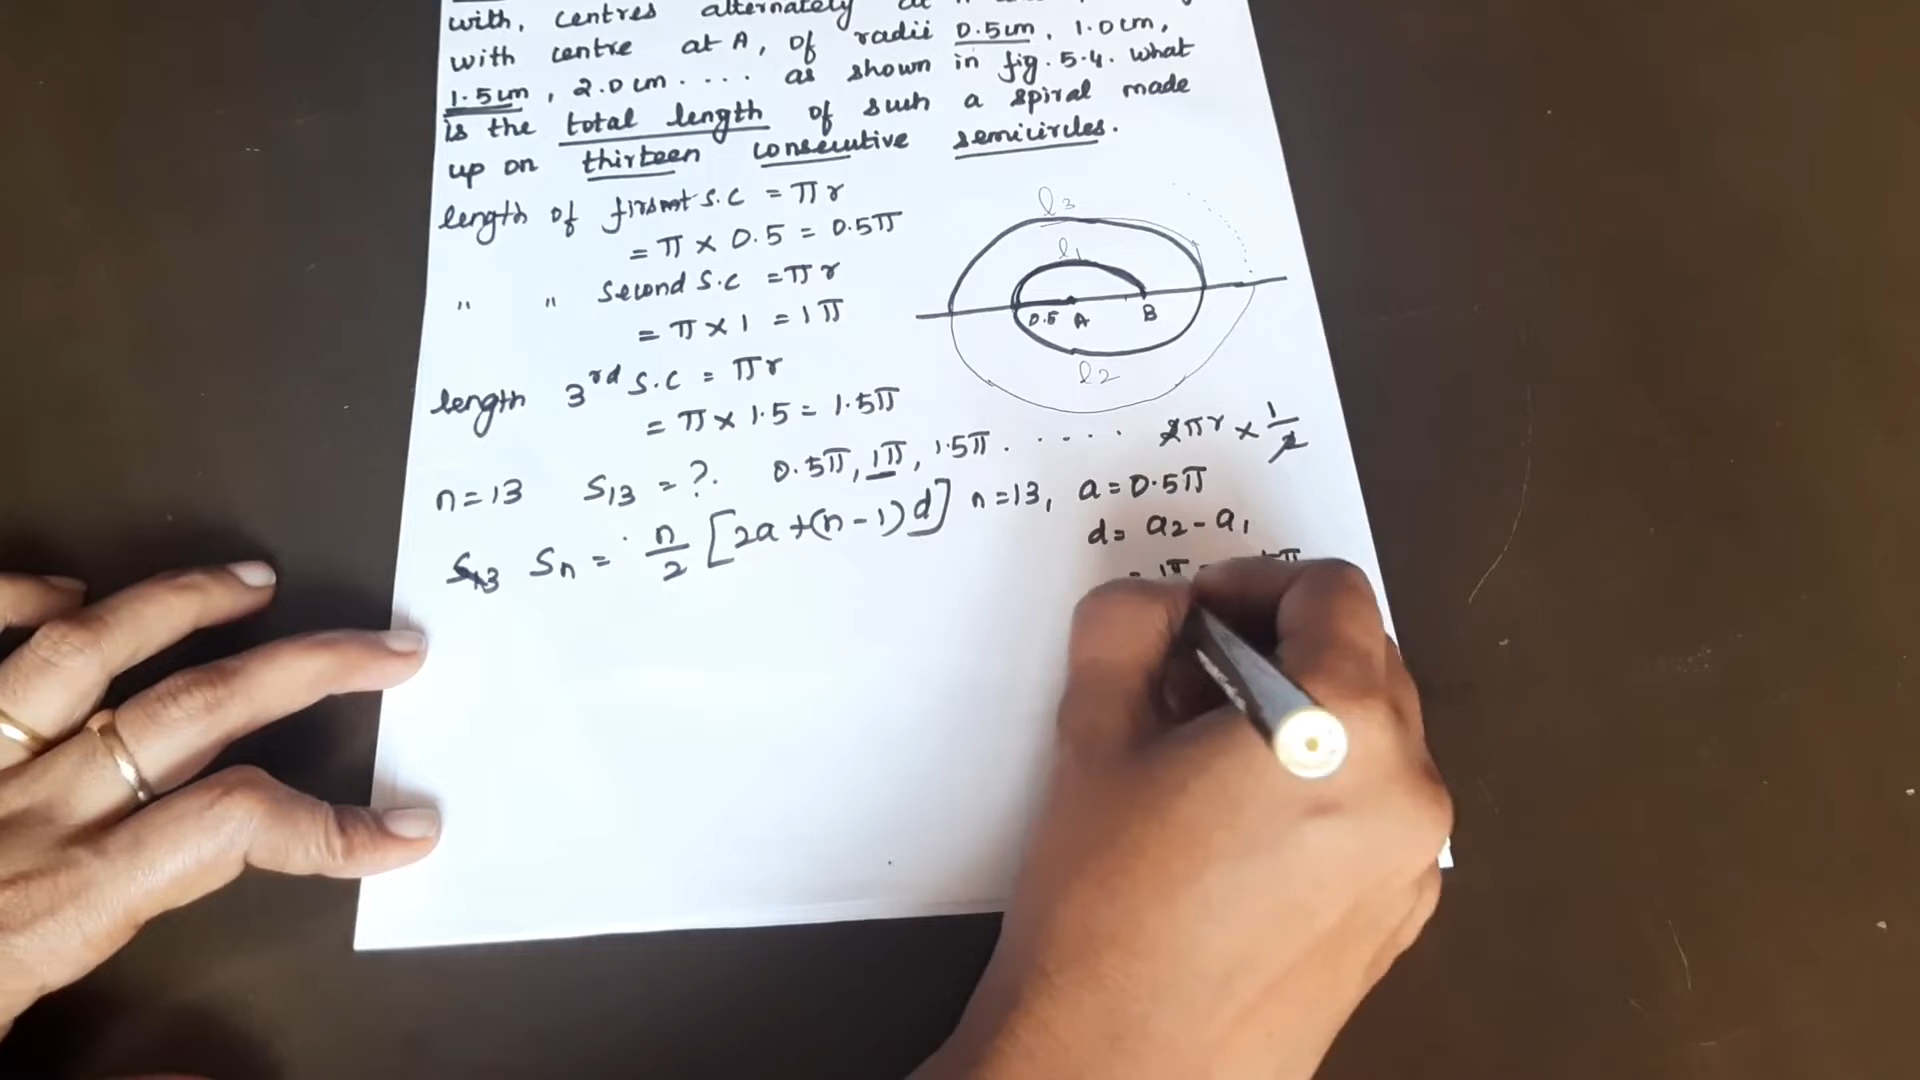 with, centres alternately at
with centre at A, of radii 0.5cm, 1.0cm,
1.5cm, 2.0cm.... as shown in fig. 5.4. what
is the total length of such a spiral made
up on thirteen consecutive semicircles.
length of first S.C = πr
= π × 0.5 = 0.5π
" " second S.C = πr
= π × 1 = 1π
length 3rd S.C = πr
= π × 1.5 = 1.5π
l3
l1
0.5 A B
l2
2πr × 1/2
n=13 S13 = ?. 0.5π, 1π, 1.5π. ....
S13 Sn = n/2 [2a+(n-1)d] n=13, a=0.5π
d= a2-a1
= 1π -